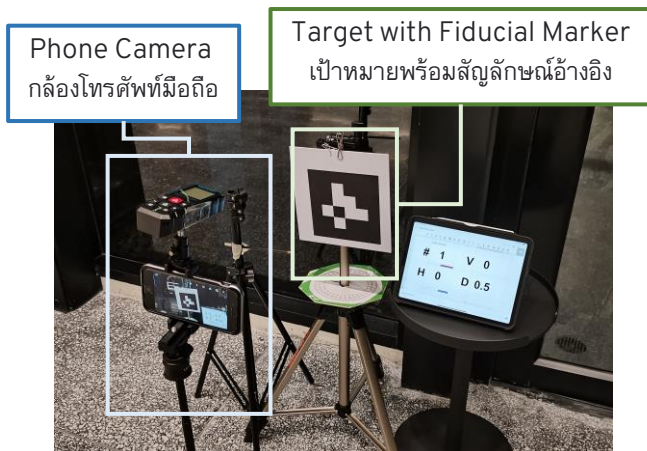 Phone Camera
กล้องโทรศัพท์มือถือ
Target with Fiducial Marker
เป้าหมายพร้อมสัญลักษณ์อ้างอิง
# 1 V 0
H 0 D 0.5